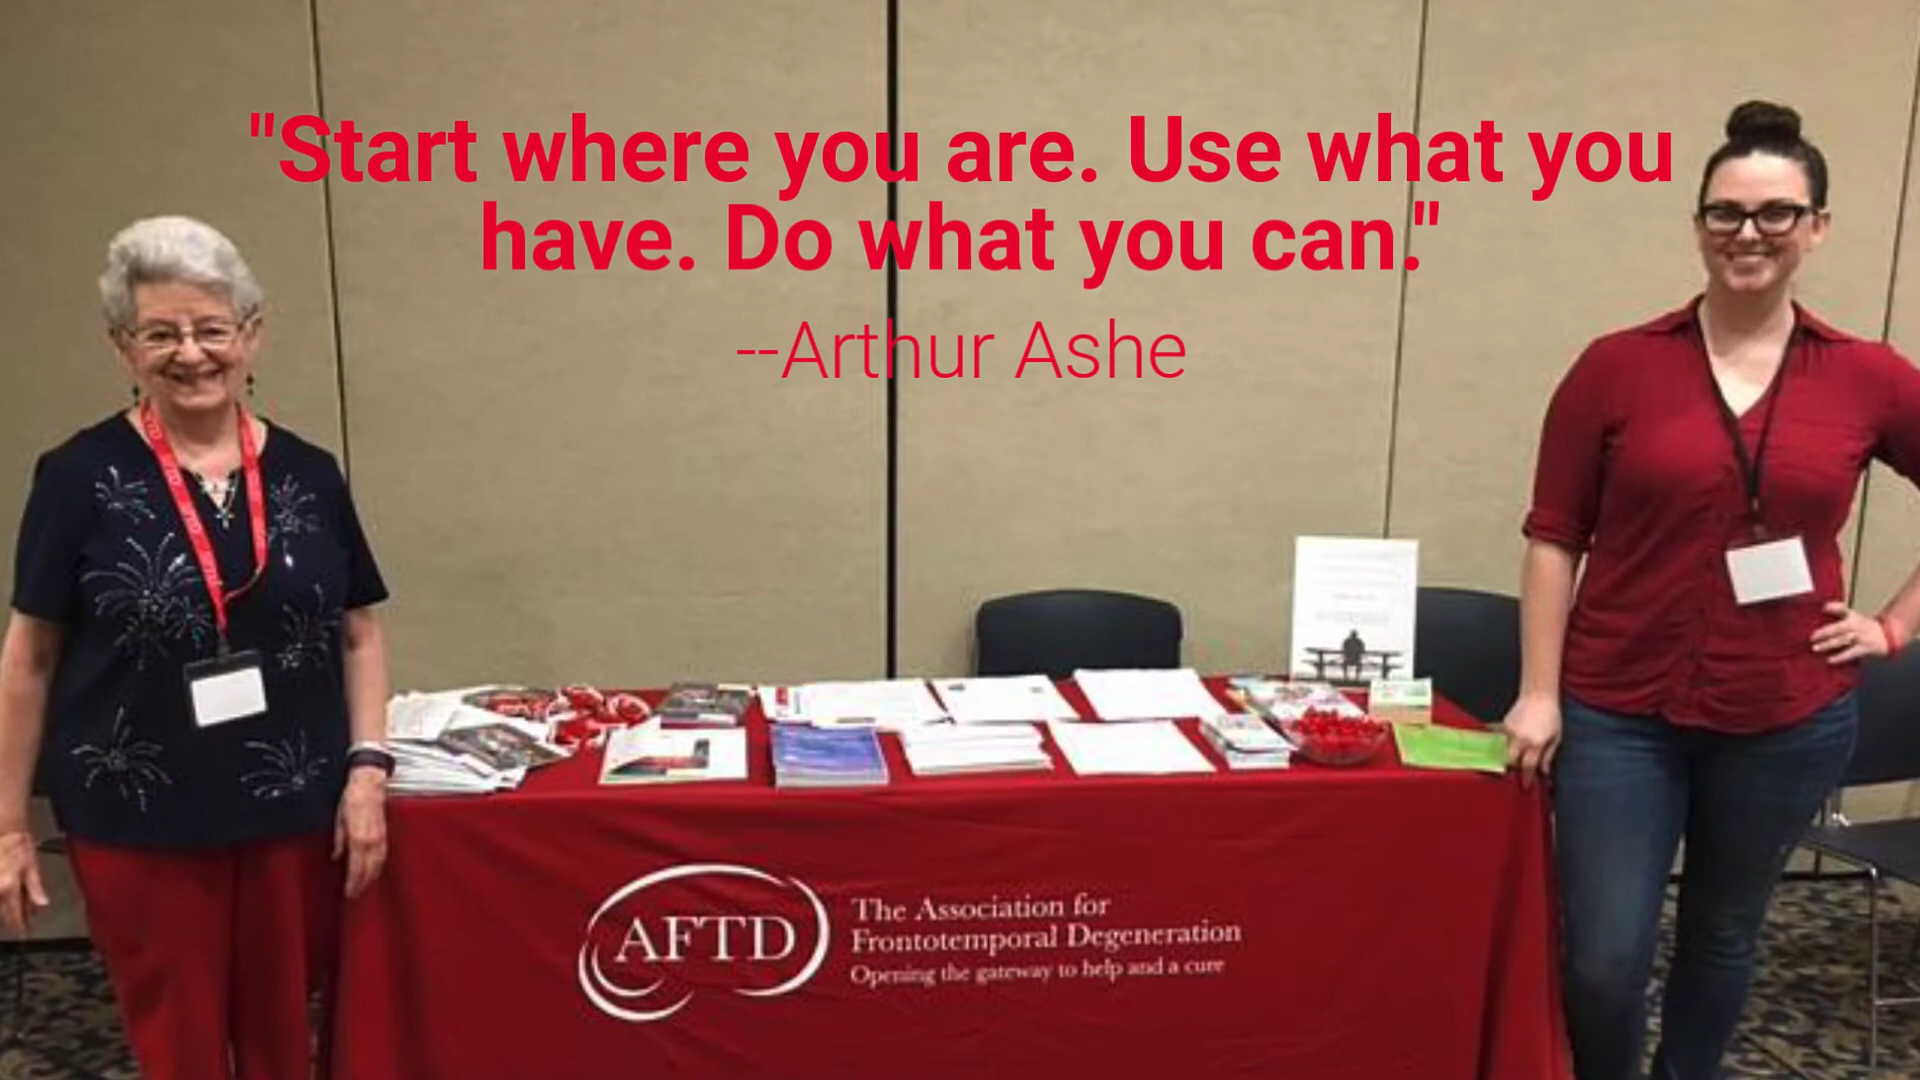 "Start where you are. Use what you
have. Do what you can."
--Arthur Ashe
AFTD
The Association for
Frontotemporal Degeneration
Opening the gateway to help and a cure